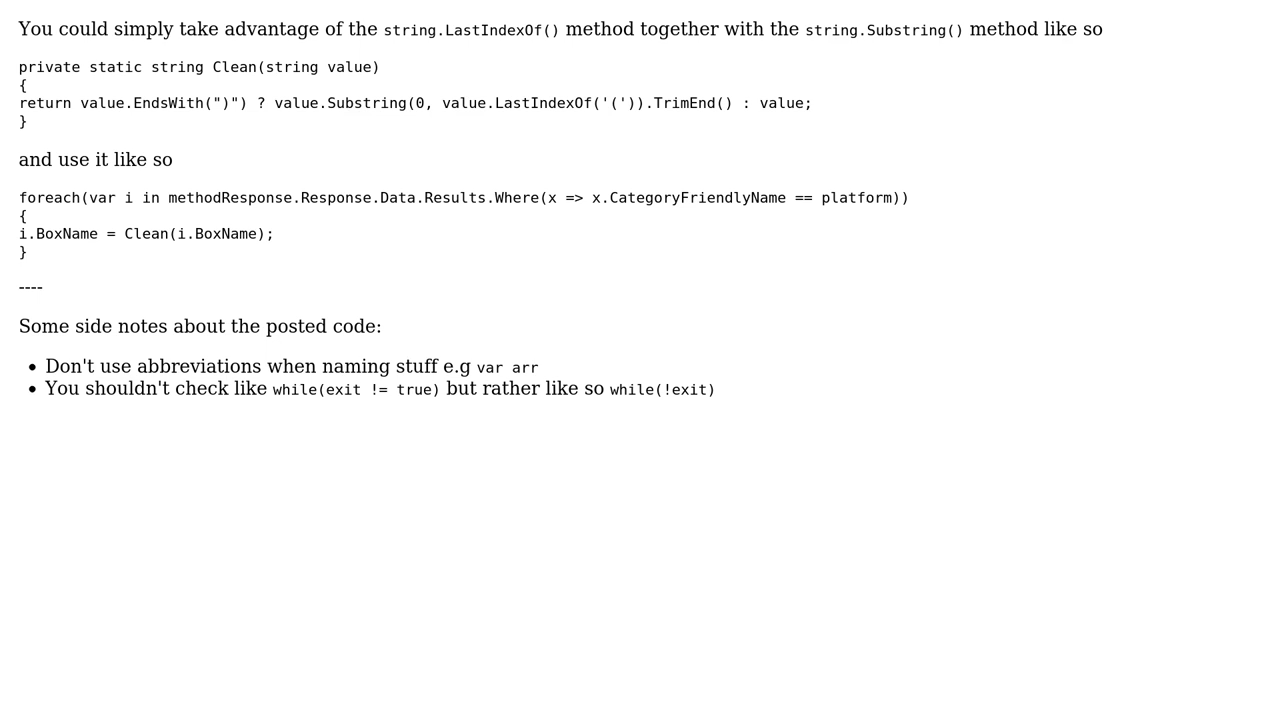 You could simply take advantage of the string.LastIndexOf() method together with the string.Substring() method like so
private static string Clean(string value)
{
return value.EndsWith(")") ? value.Substring(0, value.LastIndexOf('(')).TrimEnd() : value;
}
and use it like so
foreach(var i in methodResponse.Response.Data.Results.Where(x => x.CategoryFriendlyName == platform))
{
i.BoxName = Clean(i.BoxName);
}
----
Some side notes about the posted code:
• Don't use abbreviations when naming stuff e.g var arr
• You shouldn't check like while(exit != true) but rather like so while(!exit)